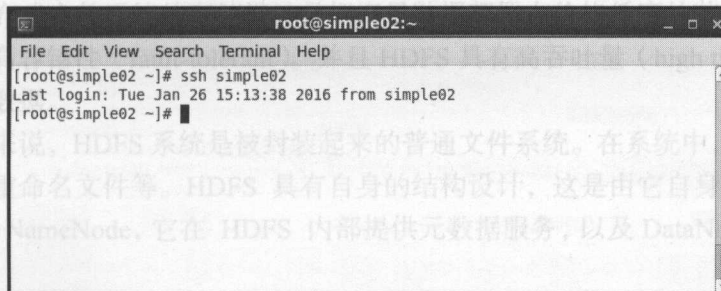 root@simple02:~
File Edit View Search Terminal Help
[root@simple02 ~]# ssh simple02
Last login: Tue Jan 26 15:13:38 2016 from simple02
[root@simple02 ~]#
且 HDFS 具有高吞吐量（high
来说，HDFS 系统是被封装起来的普通文件系统。在系统中
重命名文件等。HDFS 具有自身的结构设计，这是由它自身
NameNode，它在 HDFS 内部提供元数据服务，以及 DataN